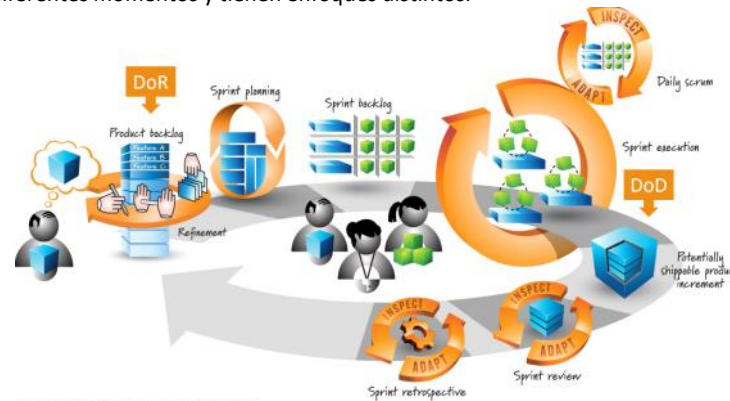 diferentes momentos y tienen enfoques distintos.
DoR
Product backlog
Feature A
Feature B
Feature C
Refinement
Sprint planning
Sprint backlog
INSPECT
ADAPT
Daily scrum
Sprint execution
DoD
Potentially
shippable produ
increment
INSPECT
ADAPT
Sprint review
INSPECT
ADAPT
Sprint retrospective